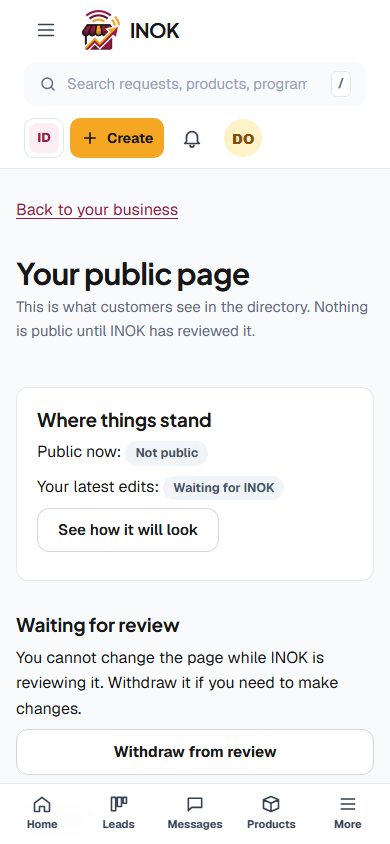 INOK
Search requests, products, program
/
ID
+ Create
DO
Back to your business
Your public page
This is what customers see in the directory. Nothing
is public until INOK has reviewed it.
Where things stand
Public now: Not public
Your latest edits: Waiting for INOK
See how it will look
Waiting for review
You cannot change the page while INOK is
reviewing it. Withdraw it if you need to make
changes.
Withdraw from review
Home Leads Messages Products More